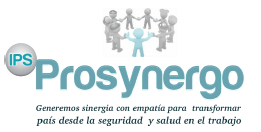 IPS
Prosynergo
Generemos sinergia con empatía para transformar
país desde la seguridad y salud en el trabajo